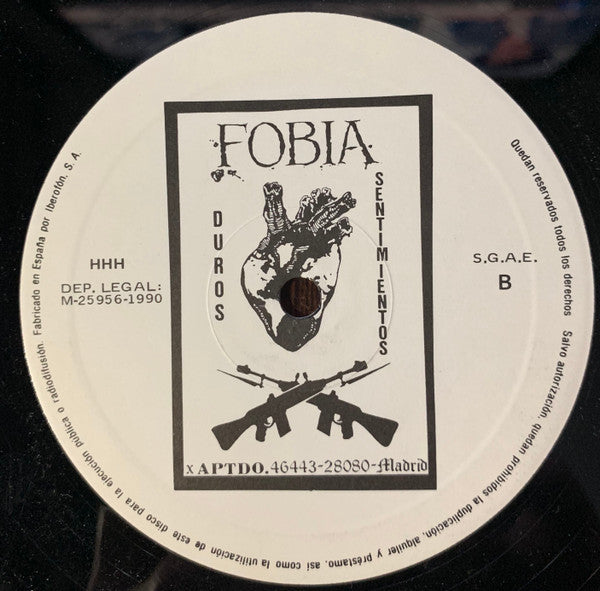 FOBIA
DUROS
SENTIMIENTOS
HHH
DEP. LEGAL:
M-25956-1990
S.G.A.E.
B
x APTDO. 46443-28080-Madrid
Quedan reservados todos los derechos Salvo autorización, quedan prohibidos la duplicación, alquiler y préstamo, así como la utilización de este disco para la ejecución pública o radiodifusión. Fabricado en España por Iberofón, S. A.